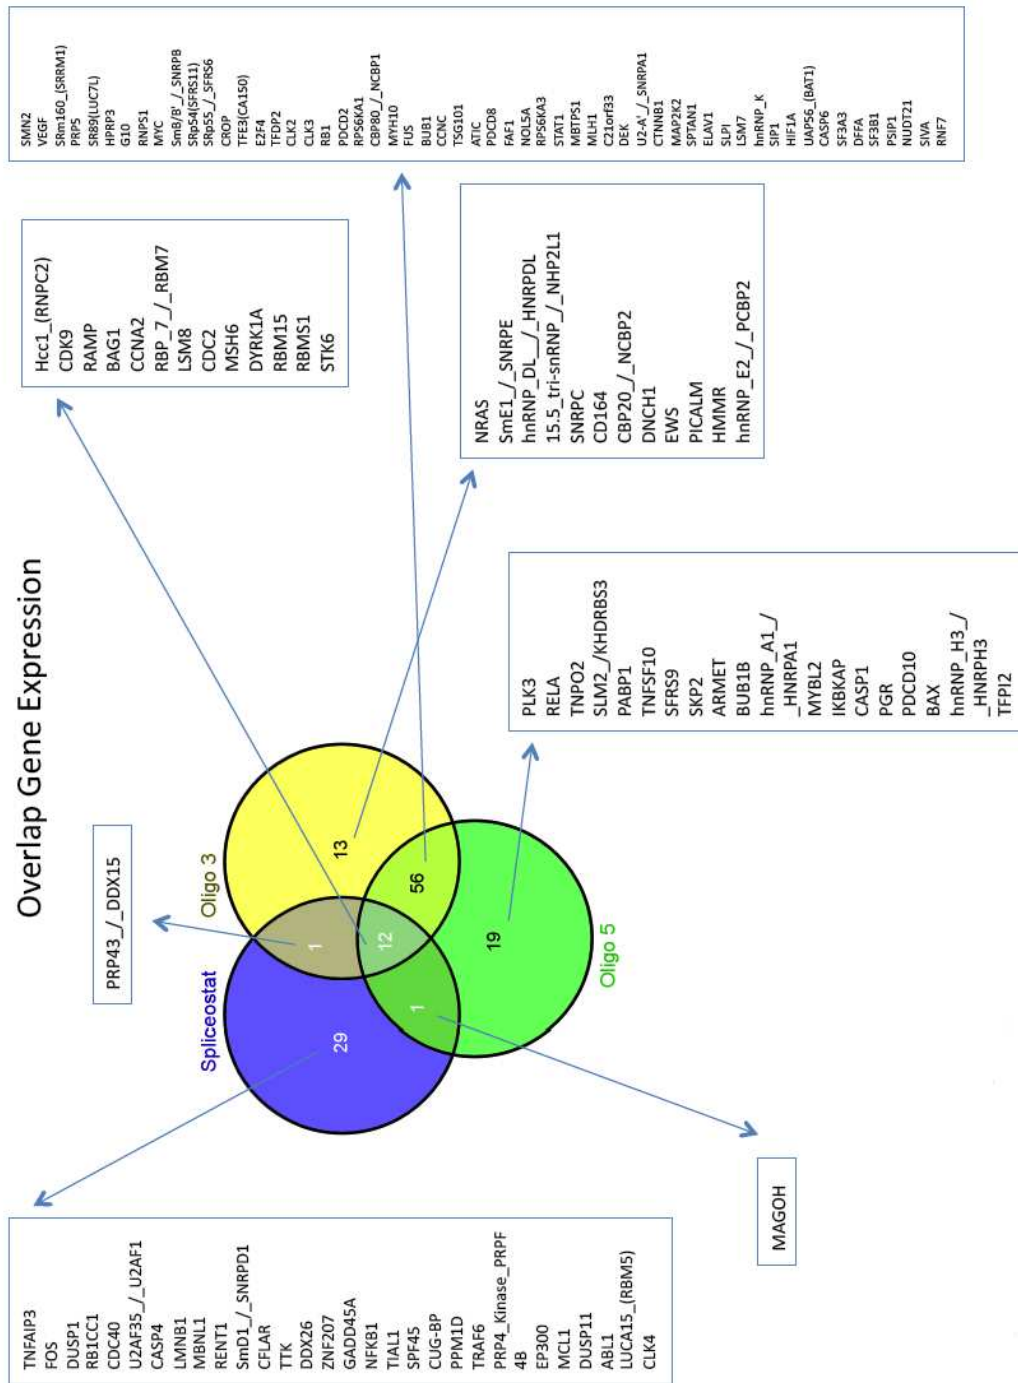 Overlap Gene Expression
TNFAIP3
FOS
DUSP1
RB1CC1
CDC40
U2AF35_/_U2AF1
CASP4
LMNB1
MBNL1
RENT1
SmD1_/_SNRPD1
CFLAR
TTK
DDX26
ZNF207
GADD45A
NFKB1
TIAL1
SPF45
CUG-BP
PPM1D
TRAF6
PRP4_Kinase_PRPF
4B
EP300
MCL1
DUSP11
ABL1
LUCA15_(RBM5)
CLK4
PRP43_/_DDX15
Spliceostat
Oligo 3
29
1
13
12
56
1
19
Oligo 5
MAGOH
Hcc1_(RNPC2)
CDK9
RAMP
BAG1
CCNA2
RBP_7_/_RBM7
LSM8
CDC2
MSH6
DYRK1A
RBM15
RBMS1
STK6
NRAS
SmE1_/_SNRPE
hnRNP_DL__/_HNRPDL
15.5_tri-snRNP_/_NHP2L1
SNRPC
CD164
CBP20_/_NCBP2
DNCH1
EWS
PICALM
HMMR
hnRNP_E2_/_PCBP2
PLK3
RELA
TNPO2
SLM2_/KHDRBS3
PABP1
TNFSF10
SFRS9
SKP2
ARMET
BUB1B
hnRNP_A1_/
_HNRPA1
MYBL2
IKBKAP
CASP1
PGR
PDCD10
BAX
hnRNP_H3_/
_HNRPH3
TFPI2
SMN2
VEGF
SRm160_(SRRM1)
PRPS
SR89(LUC7L)
HPRP3
G10
RNPS1
MYC
SmB/B'_/_SNRPB
SRp54(SFRS11)
SRp55_/_SFRS6
CROP
TFE3(CA150)
E2F4
TFDP2
CLK2
CLK3
RB1
PDCD2
RPS6KA1
CBP80_/_NCBP1
MYH10
FUS
BUB1
CCNC
TSG101
ATIC
PDCD8
FAF1
NOL5A
RPS6KA3
STAT1
MBTPS1
MLH1
C21orf33
DEK
U2-A'_/_SNRPA1
CTNNB1
MAP2K2
SPTAN1
ELAV1
SLPI
LSM7
hnRNP_K
SIP1
HIF1A
UAP56_(BAT1)
CASP6
SF3A3
DFFA
SF3B1
PSIP1
NUDT21
SIVA
RNF7